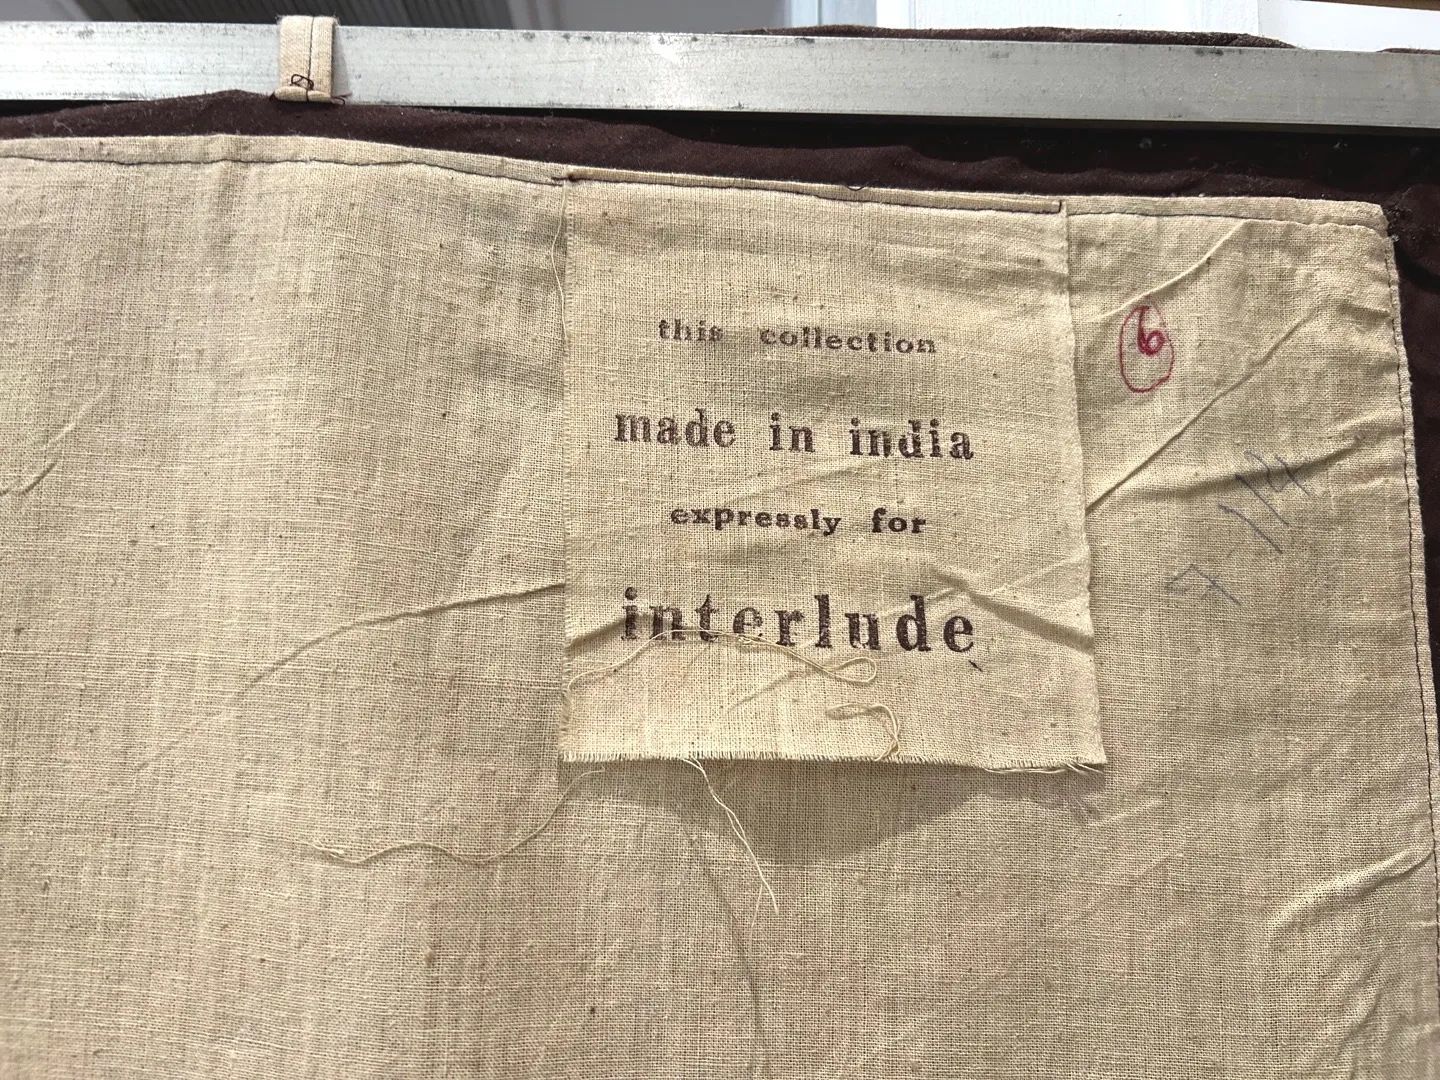 this collection
made in india
expressly for
interlude
6